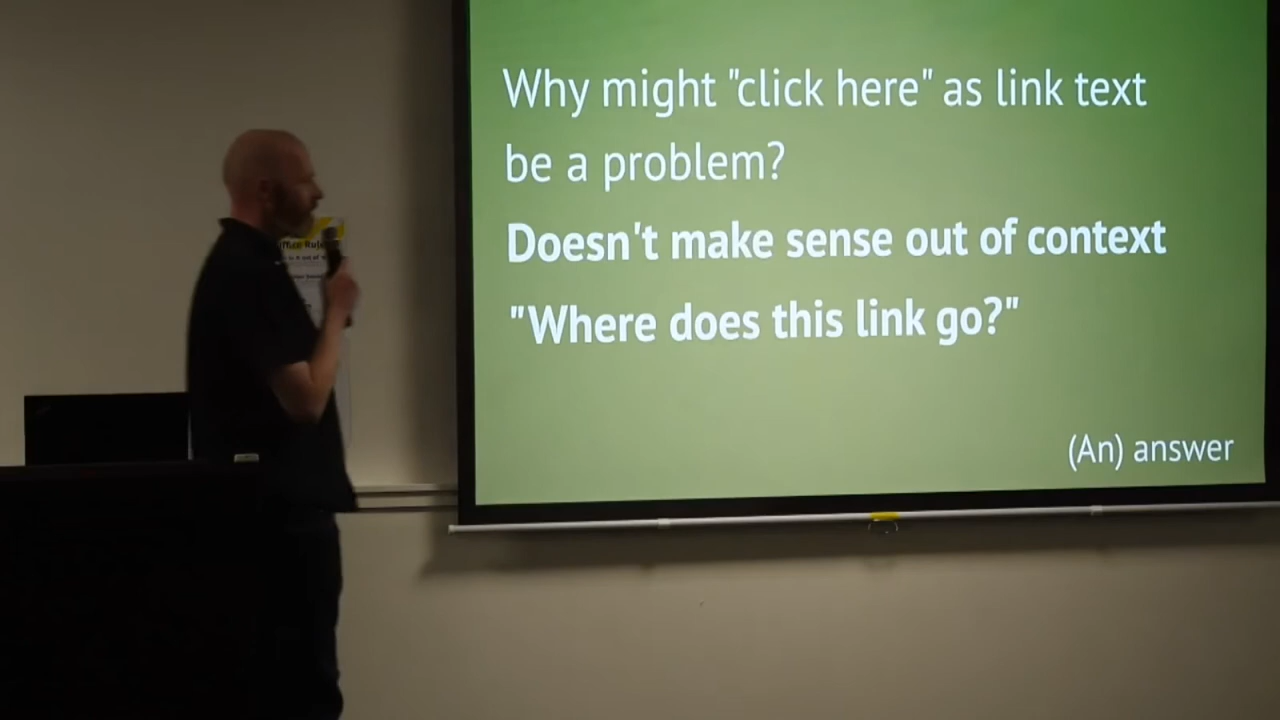 Why might "click here" as link text
be a problem?
Doesn't make sense out of context
"Where does this link go?"
(An) answer